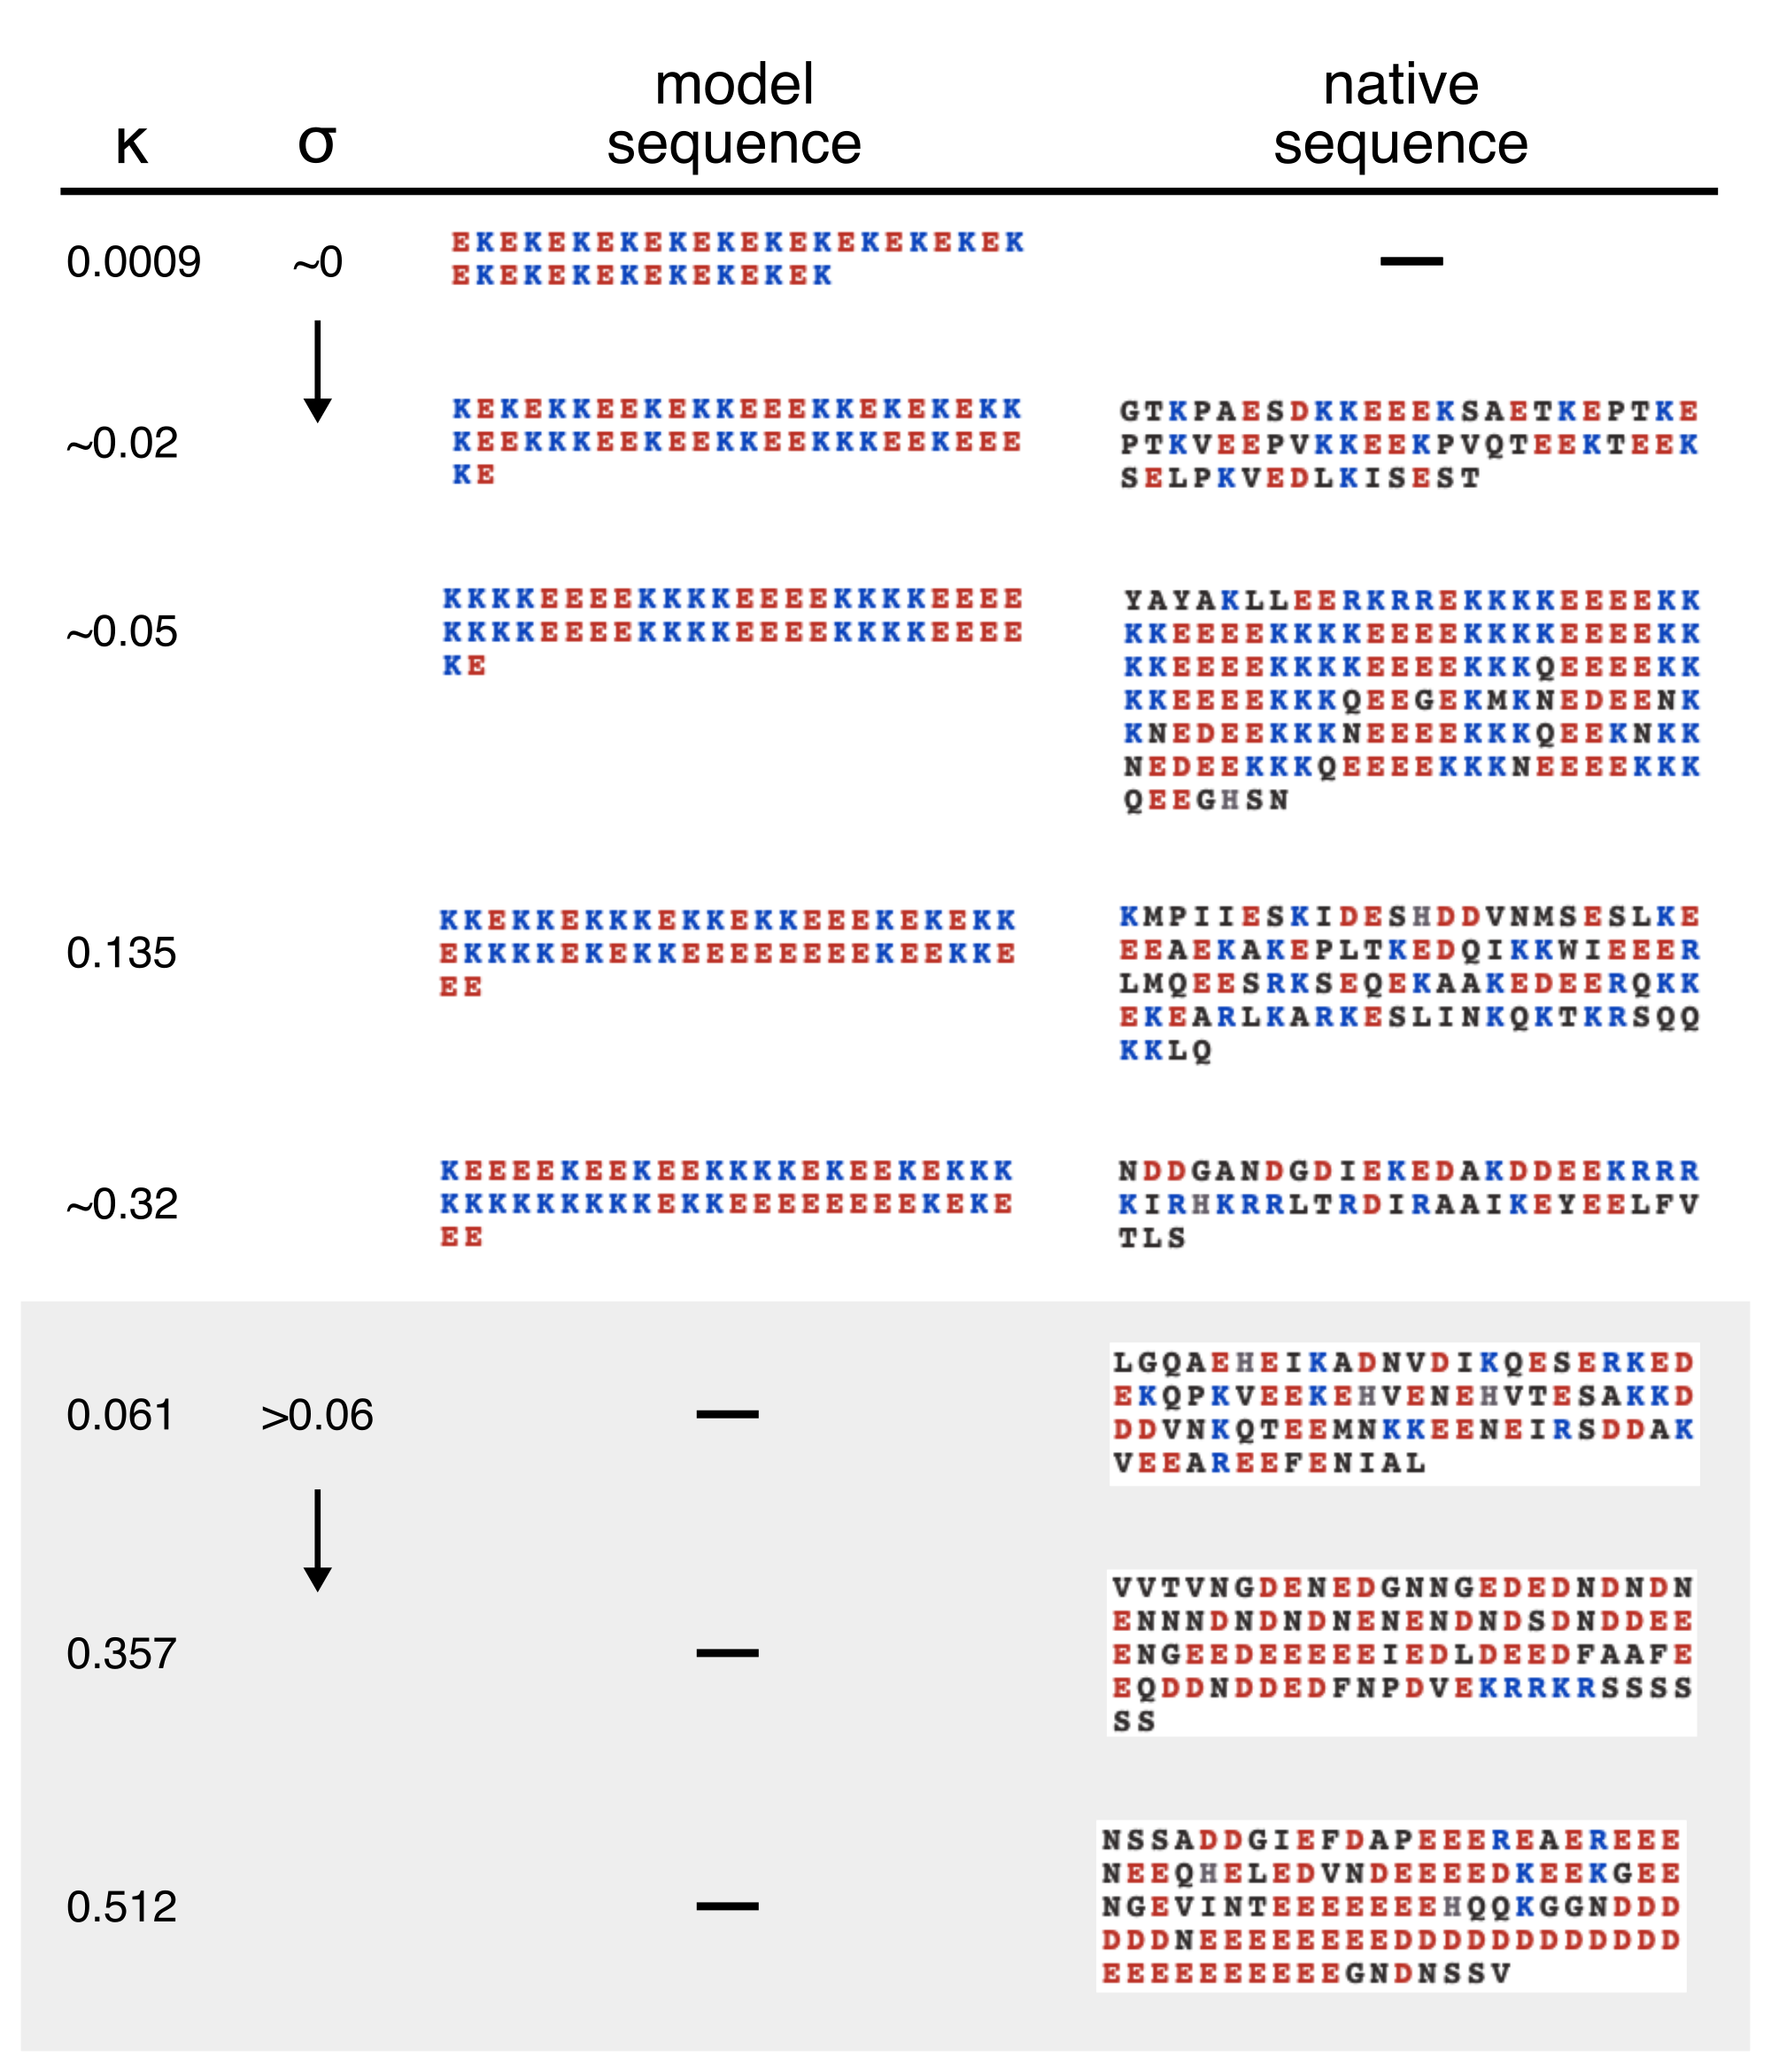 model
native
κ
σ
sequence
sequence
0.0009
~0
EKEKEKEKEKEKEKEKEKEKEKEK
EKEKEKEKEKEKEKEK
~0.02
KEKEKKEEKEKKEEEKKEKEKEKK
KEEKKKEEKEEKKEEKKKEEKEEE
KE
GTKPAESDKKEEEKSAETKEPTKE
PTKVEEPVKKEEKPVQTEEKTEEK
SELPKVEDLKISEST
~0.05
KKKKEEEEKKKKEEEEKKKKEEEE
KKKKEEEEKKKKEEEEKKKKEEEE
KE
YAYAKLLEERKRREKKKKEEEEKK
KKEEEEKKKKEEEEKKKKEEEEKK
KKEEEEKKKKEEEEKKKQEEEEKK
KKEEEEKKKQEEGEKMKNEDEENK
KNEDEEKKKNEEEEKKKQEEKNKK
NEDEEKKKQEEEEKKKNEEEEKKK
QEEGHSN
0.135
KKEKKEKKKEKKEKKEEEKEKEKK
EKKKKEKEKKEEEEEEEEKEEKKE
EE
KMPIIESKIDESHDDVNMSESLKE
EEAEKAKEPLTKEDQIKKWIEEER
LMQEESRKSEQEKAAKEDEERQKK
EKEARLKARKESLINKQKTKRSQQ
KKLQ
~0.32
KEEEEKEEKEEKKKKEKEEKEKKK
KKKKKKKKKEKKEEEEEEEEKEKE
EE
NDDGANDGDIEKEDAKDDEEKRRR
KIRHKRRLTRDIRAAIKEYEELFV
TLS
0.061
>0.06
LGQAEHEIKADNVDIKQESERKED
EKQPKVEEKEHVENEHVTESAKKD
DDVNKQTEEMNKKEENEIRSDDAK
VEEAREEFENIAL
0.357
VVTVNGDENEDGNNGEDEDNDNDN
ENNNDNDNDNENENDNDSDNDDEE
ENGEEDEEEEEIEDLDEEDFAAFE
EQDDNDDEDFNPDVEKRRKRSSSS
SS
0.512
NSSADDGIEFDAPEEEREAEREEE
NEEQHELEDVNDEEEEDKEEKGEE
NGEVINTEEEEEEEHQQKGGNDDD
DDDNEEEEEEEEDDDDDDDDDDDD
EEEEEEEEEEGNDNSSV